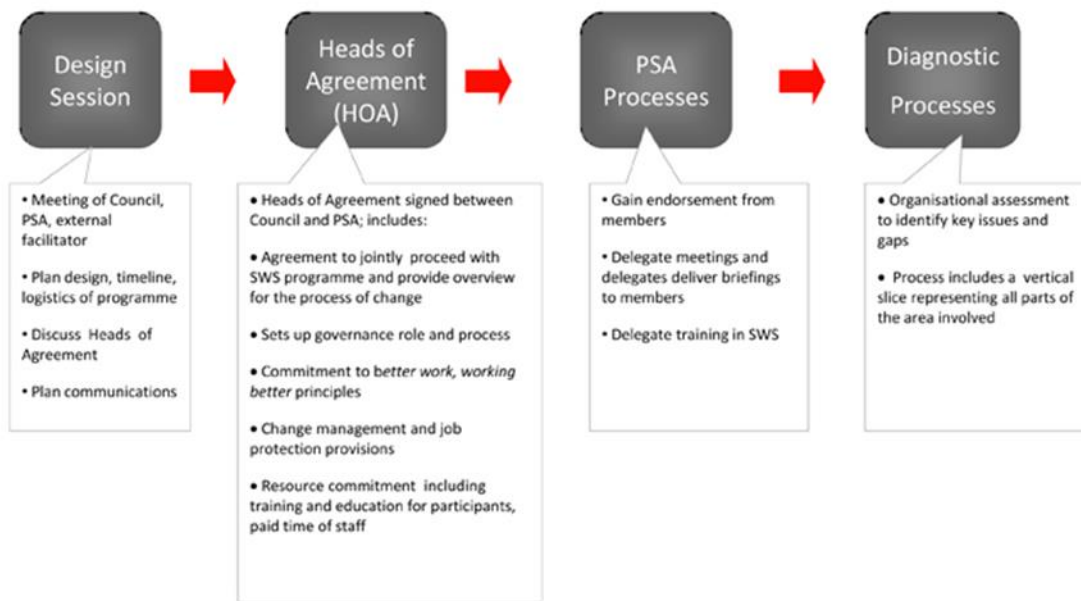 Design
Session
Heads of
Agreement
(HOA)
PSA
Processes
Diagnostic
Processes
• Meeting of Council,
PSA, external
facilitator
• Plan design, timeline,
logistics of programme
• Discuss Heads of
Agreement
• Plan communications
• Heads of Agreement signed between
Council and PSA; includes:
• Agreement to jointly proceed with
SWS programme and provide overview
for the process of change
• Sets up governance role and process
• Commitment to better work, working
better principles
• Change management and job
protection provisions
• Resource commitment including
training and education for participants,
paid time of staff
• Gain endorsement from
members
• Delegate meetings and
delegates deliver briefings
to members
• Delegate training in SWS
• Organisational assessment
to identify key issues and
gaps
• Process includes a vertical
slice representing all parts of
the area involved